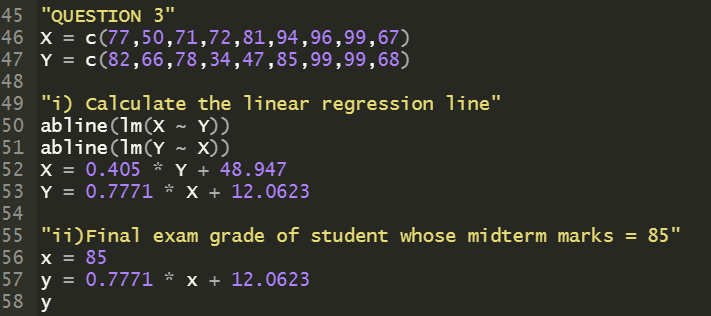 45 "QUESTION 3"
46 X = c(77,50,71,72,81,94,96,99,67)
47 Y = c(82,66,78,34,47,85,99,99,68)
48
49 "i) Calculate the linear regression line"
50 abline(lm(X ~ Y))
51 abline(lm(Y ~ X))
52 X = 0.405 * Y + 48.947
53 Y = 0.7771 * X + 12.0623
54
55 "ii)Final exam grade of student whose midterm marks = 85"
56 x = 85
57 y = 0.7771 * x + 12.0623
58 y